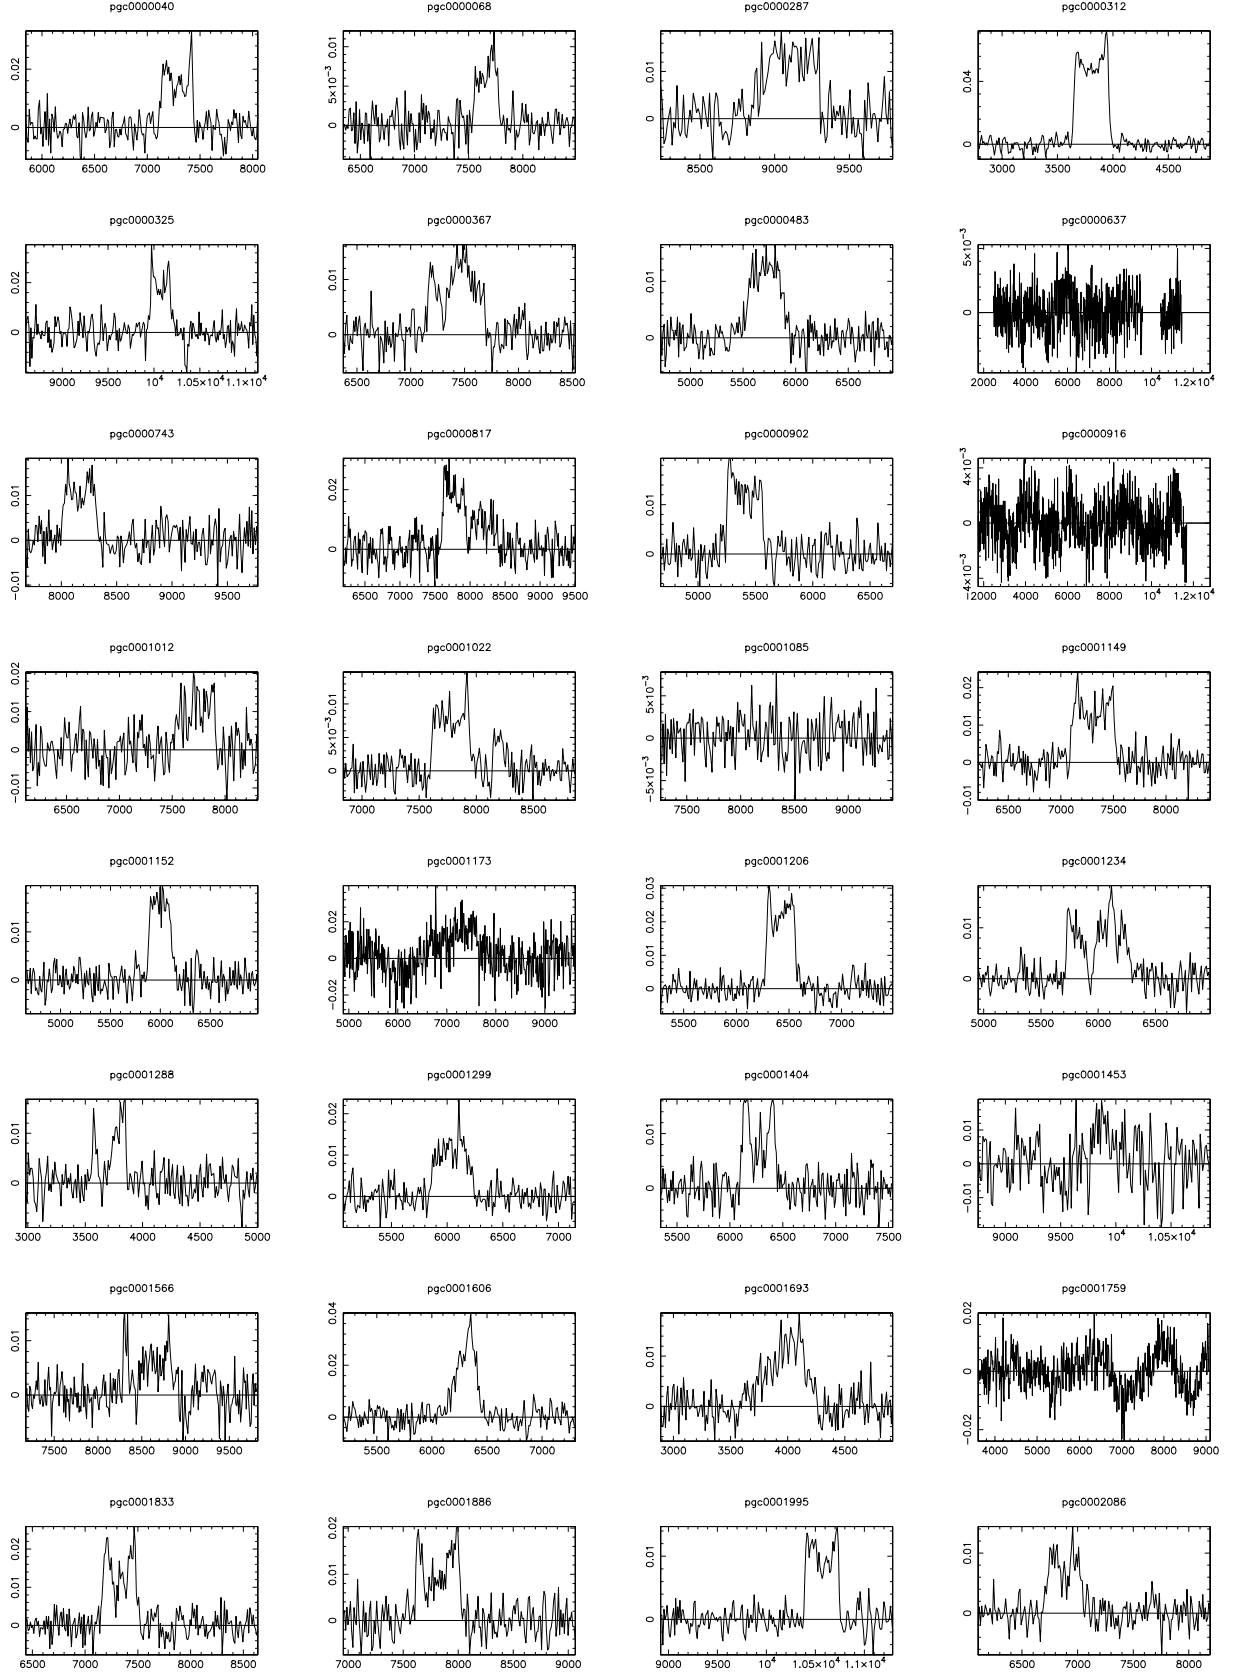 pgc0000040 pgc0000068 pgc0000287 pgc0000312
0.02 0
0.01 5×10⁻³ 0
0.01 0
0.04 0
6000 6500 7000 7500 8000
6500 7000 7500 8000
8500 9000 9500
3000 3500 4000 4500
pgc0000325 pgc0000367 pgc0000483 pgc0000637
0.02 0
0.01 0
0.01 0
5×10⁻³ 0
9000 9500 10⁴ 1.05×10⁴ 1.1×10⁴
6500 7000 7500 8000 8500
5000 5500 6000 6500
2000 4000 6000 8000 10⁴ 1.2×10⁴
pgc0000743 pgc0000817 pgc0000902 pgc0000916
0.01 0 −0.01
0.02 0
0.01 0
4×10⁻³ 0 −4×10⁻³
8000 8500 9000 9500
6500 7000 7500 8000 8500 9000 9500
5000 5500 6000 6500
2000 4000 6000 8000 10⁴ 1.2×10⁴
pgc0001012 pgc0001022 pgc0001085 pgc0001149
0.02 0.01 0 −0.01
0.01 5×10⁻³ 0
5×10⁻³ 0 −5×10⁻³
0.02 0.01 0 −0.01
6500 7000 7500 8000
7000 7500 8000 8500
7500 8000 8500 9000
6500 7000 7500 8000
pgc0001152 pgc0001173 pgc0001206 pgc0001234
0.01 0
0.02 0 −0.02
0.03 0.02 0.01 0
0.01 0
5000 5500 6000 6500
5000 6000 7000 8000 9000
5500 6000 6500 7000
5000 5500 6000 6500
pgc0001288 pgc0001299 pgc0001404 pgc0001453
0.01 0
0.02 0.01 0
0.01 0
0.01 0 −0.01
3000 3500 4000 4500 5000
5500 6000 6500 7000
5500 6000 6500 7000 7500
9000 9500 10⁴ 1.05×10⁴
pgc0001566 pgc0001606 pgc0001693 pgc0001759
0.01 0
0.04 0.02 0
0.01 0
0.02 0 −0.02
7500 8000 8500 9000 9500
5500 6000 6500 7000
3000 3500 4000 4500
4000 5000 6000 7000 8000 9000
pgc0001833 pgc0001886 pgc0001995 pgc0002086
0.02 0.01 0
0.02 0.01 0
0.01 0
0.01 0
6500 7000 7500 8000 8500
7000 7500 8000 8500 9000
9000 9500 10⁴ 1.05×10⁴ 1.1×10⁴
6500 7000 7500 8000